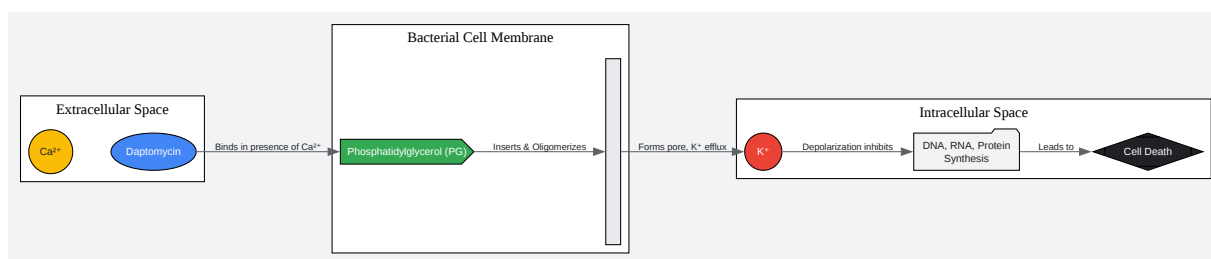 Bacterial Cell Membrane
Extracellular Space
Intracellular Space
Ca²⁺
Daptomycin
Binds in presence of Ca²⁺
Phosphatidylglycerol (PG)
Inserts & Oligomerizes
Forms pore, K⁺ efflux
K⁺
Depolarization inhibits
DNA, RNA, Protein
Synthesis
Leads to
Cell Death